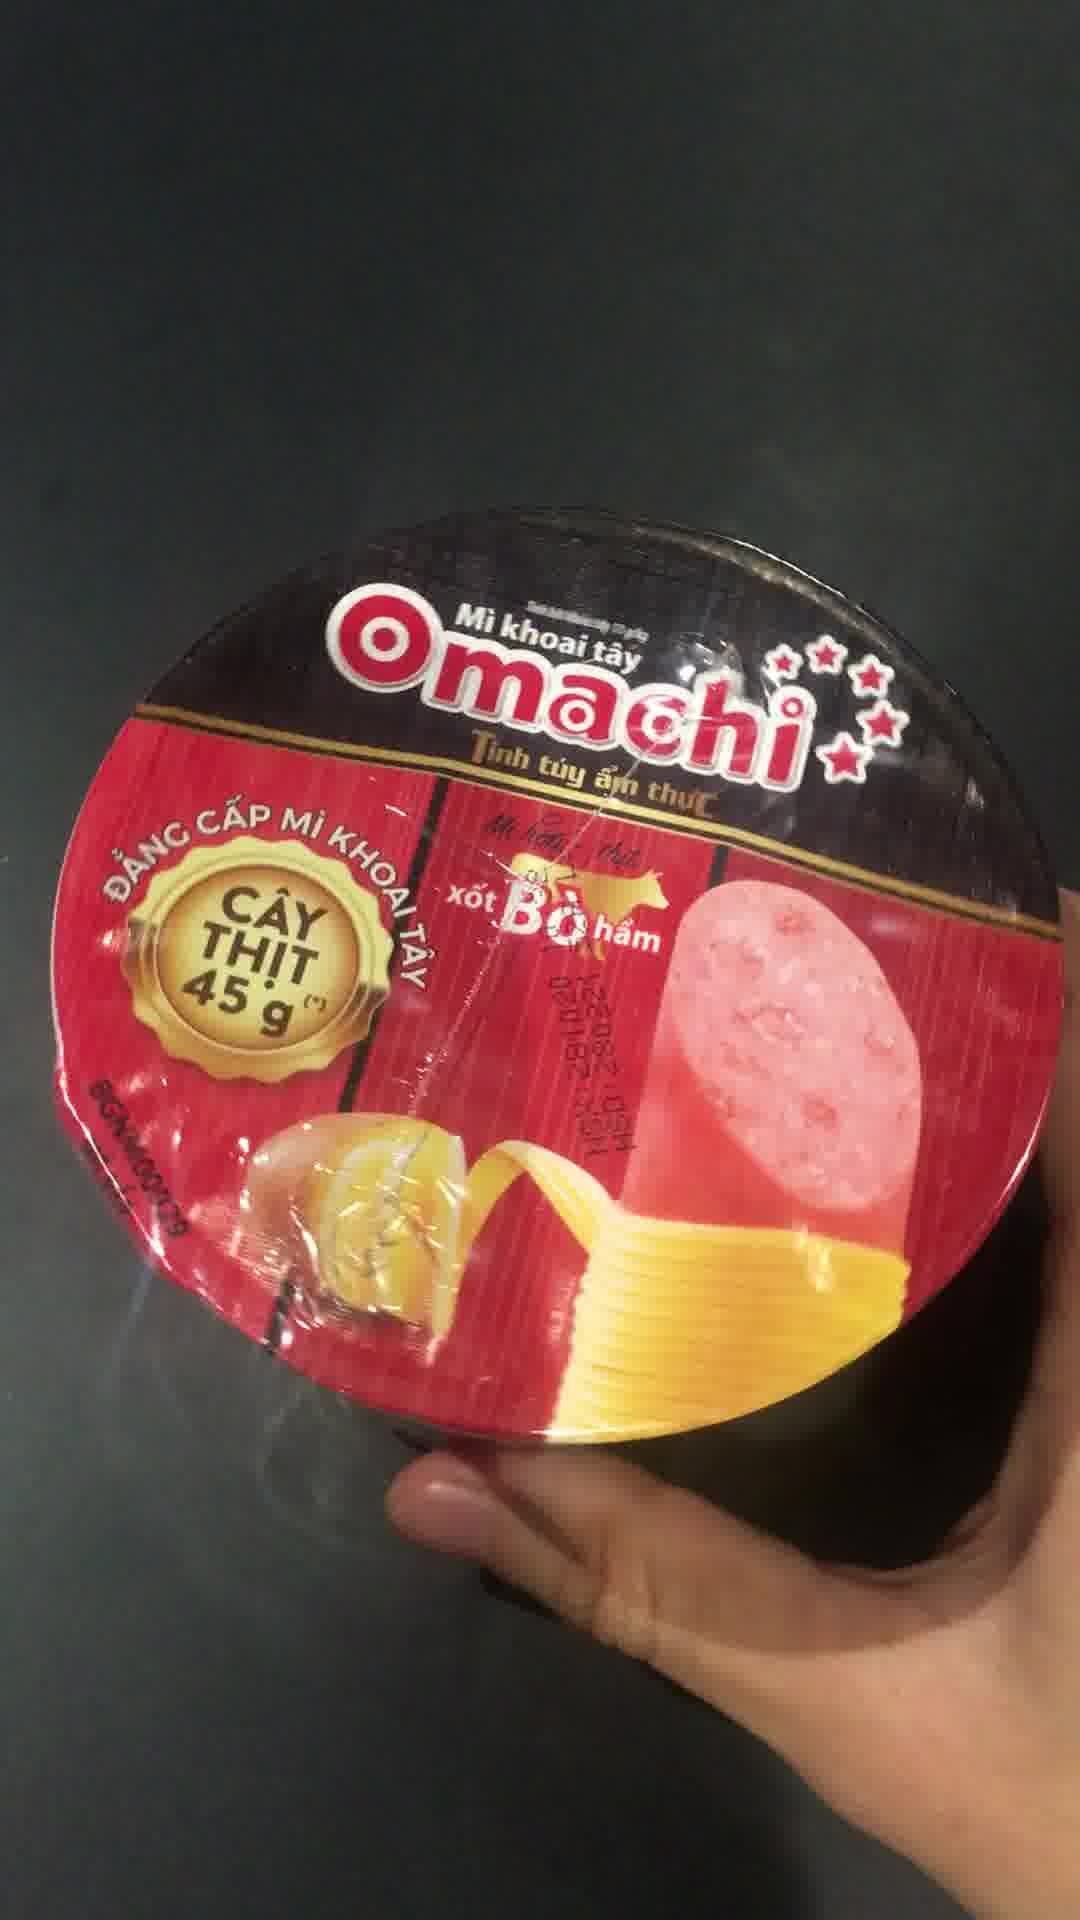 Mì khoai tây
Omachi
Tinh túy ẩm thực
ĐẲNG CẤP MÌ KHOAI TÂY
CÂY
THỊT
45 g (*)
xốt Bò hầm